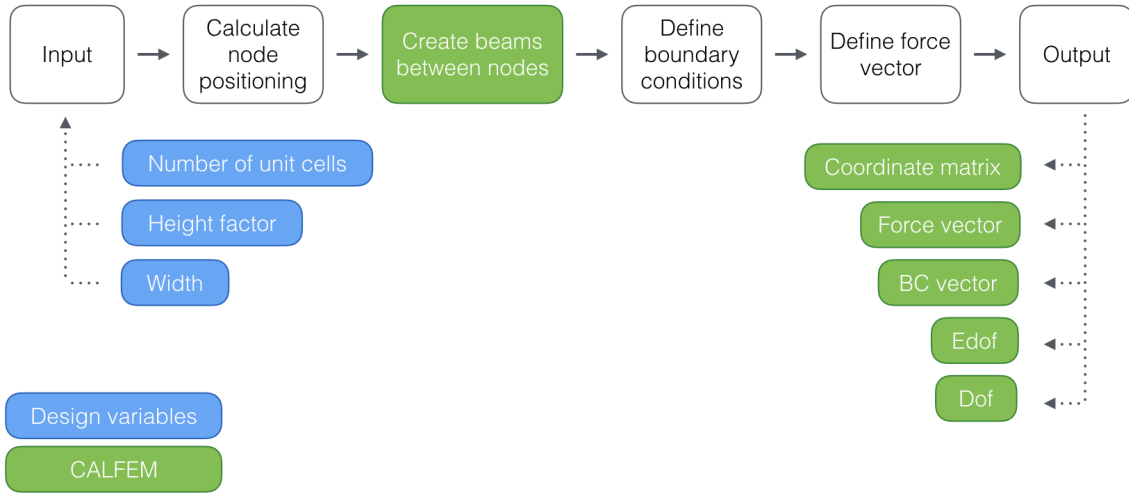 Input
Calculate
node
positioning
Create beams
between nodes
Define
boundary
conditions
Define force
vector
Output
Number of unit cells
Height factor
Width
Coordinate matrix
Force vector
BC vector
Edof
Dof
Design variables
CALFEM